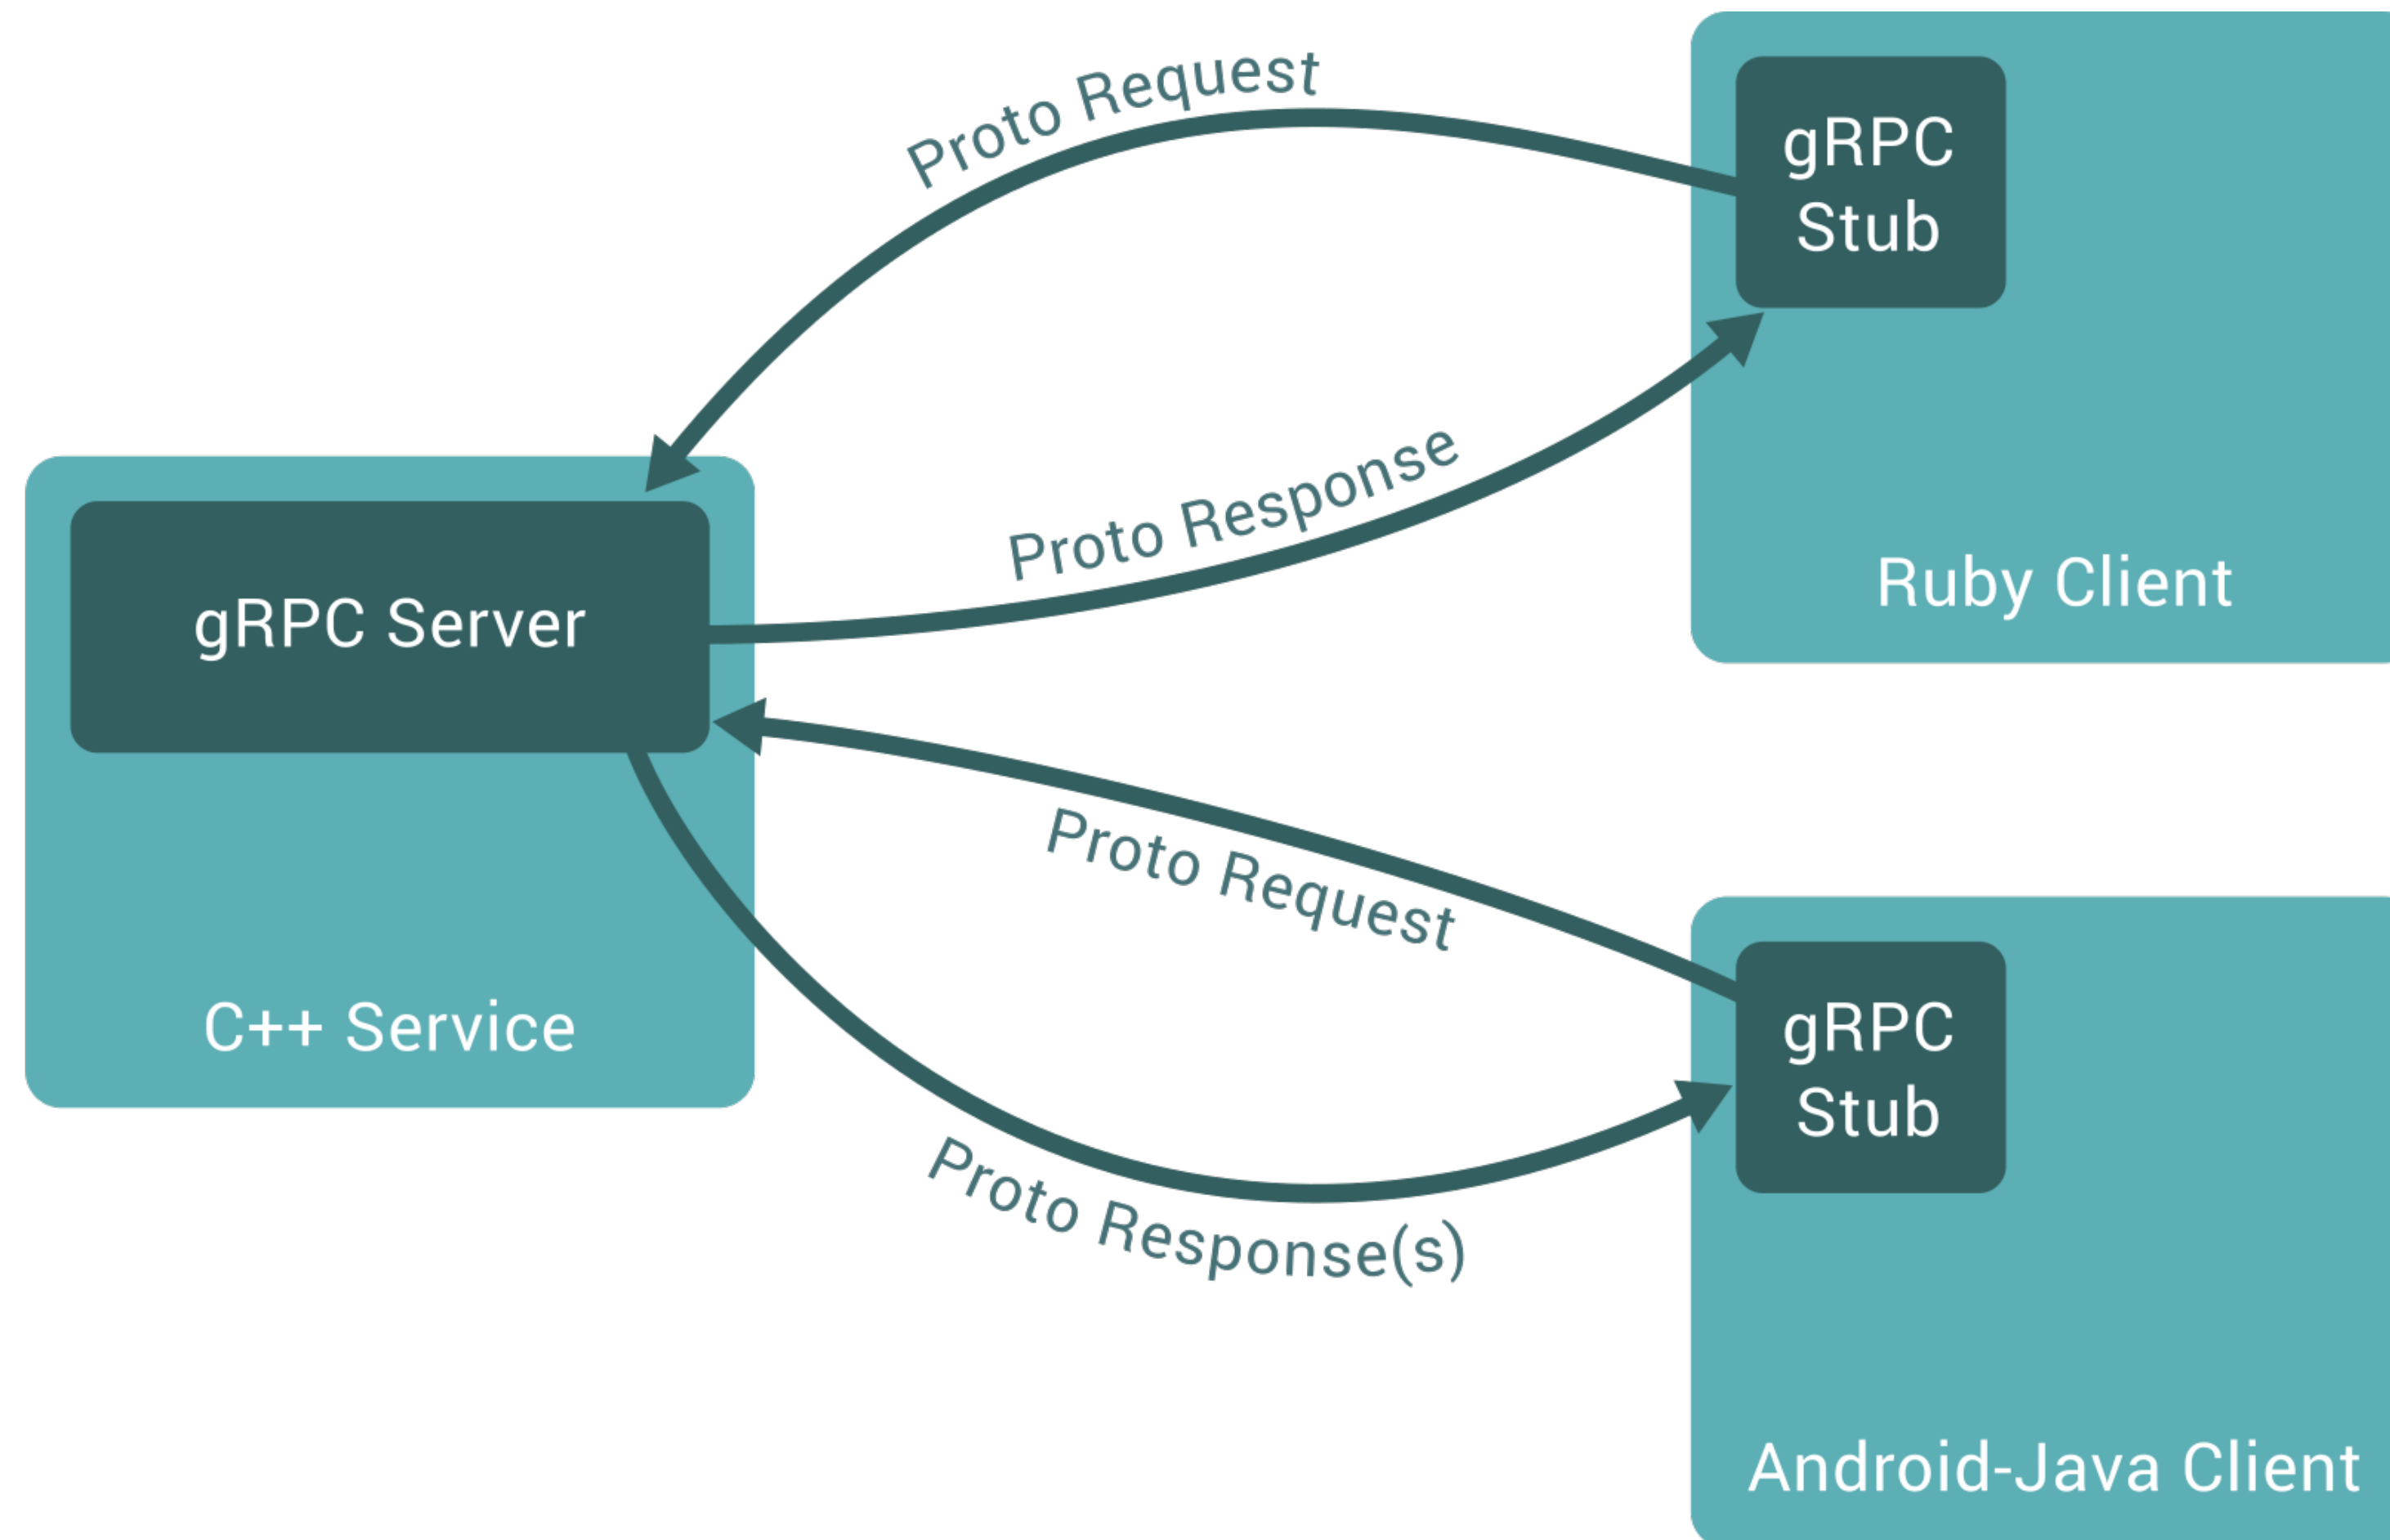 Proto Request
gRPC
Stub
Proto Response
Ruby Client
gRPC Server
C++ Service
Proto Request
gRPC
Stub
Proto Response(s)
Android-Java Client